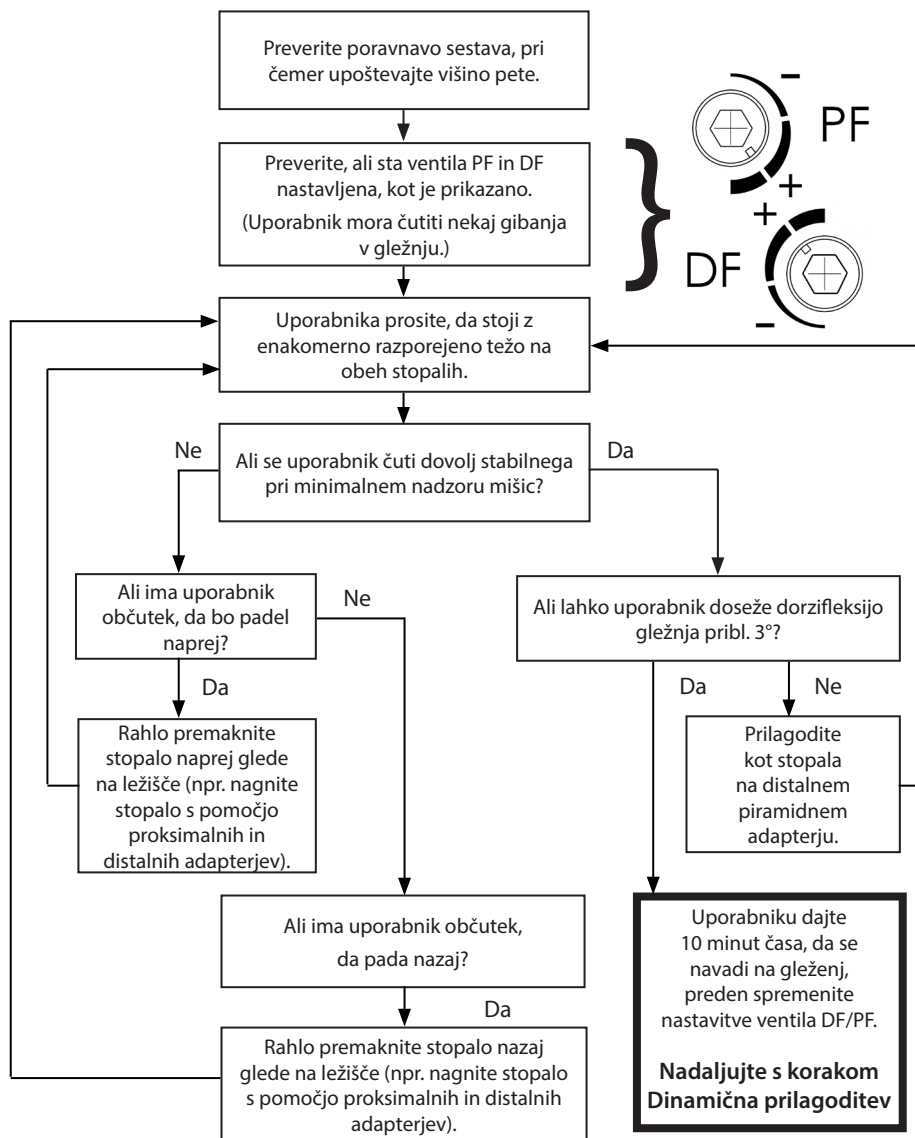 Preverite poravnavo sestava, pri
čemer upoštevajte višino pete.
Preverite, ali sta ventila PF in DF
nastavljena, kot je prikazano.
(Uporabnik mora čutiti nekaj gibanja
v gležnju.)
–
PF
+
+
DF
–
Uporabnika prosite, da stoji z
enakomerno razporejeno težo na
obeh stopalih.
Ali se uporabnik čuti dovolj stabilnega
pri minimalnem nadzoru mišic?
Ne
Da
Ali ima uporabnik
občutek, da bo padel
naprej?
Ne
Da
Rahlo premaknite
stopalo naprej glede
na ležišče (npr. nagnite
stopalo s pomočjo
proksimalnih in
distalnih adapterjev).
Ali ima uporabnik občutek,
da pada nazaj?
Da
Rahlo premaknite stopalo nazaj
glede na ležišče (npr. nagnite stopalo
s pomočjo proksimalnih in distalnih
adapterjev).
Ali lahko uporabnik doseže dorzifleksijo
gležnja pribl. 3°?
Da
Ne
Prilagodite
kot stopala
na distalnem
piramidnem
adapterju.
Uporabniku dajte
10 minut časa, da se
navadi na gleženj,
preden spremenite
nastavitve ventila DF/PF.
Nadaljujte s korakom
Dinamična prilagoditev